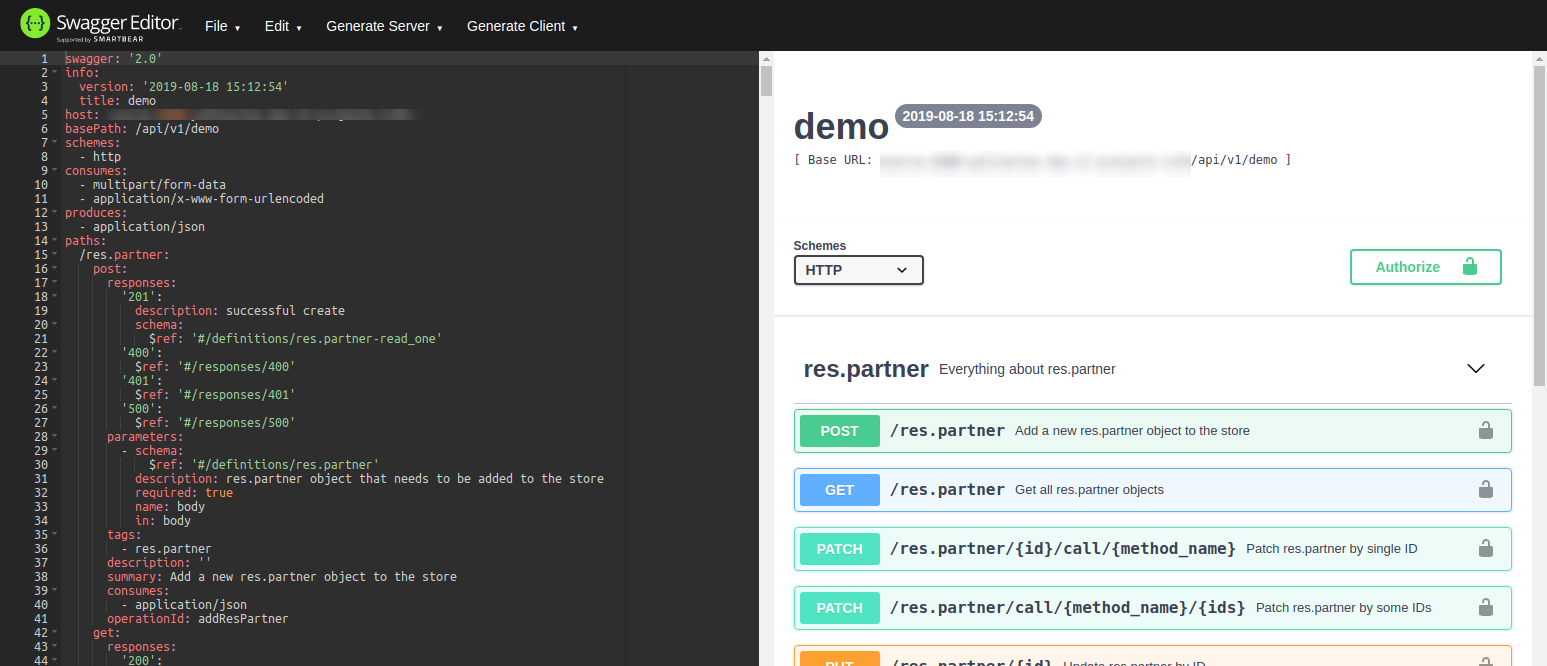 Swagger Editor
Supported by SMARTBEAR
File Edit Generate Server Generate Client
1 swagger: '2.0'
2 info:
3 version: '2019-08-18 15:12:54'
4 title: demo
5 host:
6 basePath: /api/v1/demo
7 schemes:
8 - http
9 consumes:
10 - multipart/form-data
11 - application/x-www-form-urlencoded
12 produces:
13 - application/json
14 paths:
15 /res.partner:
16 post:
17 responses:
18 '201':
19 description: successful create
20 schema:
21 $ref: '#/definitions/res.partner-read_one'
22 '400':
23 $ref: '#/responses/400'
24 '401':
25 $ref: '#/responses/401'
26 '500':
27 $ref: '#/responses/500'
28 parameters:
29 - schema:
30 $ref: '#/definitions/res.partner'
31 description: res.partner object that needs to be added to the store
32 required: true
33 name: body
34 in: body
35 tags:
36 - res.partner
37 description: ''
38 summary: Add a new res.partner object to the store
39 consumes:
40 - application/json
41 operationId: addResPartner
42 get:
43 responses:
44 '200':
demo 2019-08-18 15:12:54
[ Base URL: /api/v1/demo ]
Schemes
HTTP
Authorize
res.partner Everything about res.partner
POST /res.partner Add a new res.partner object to the store
GET /res.partner Get all res.partner objects
PATCH /res.partner/{id}/call/{method_name} Patch res.partner by single ID
PATCH /res.partner/call/{method_name}/{ids} Patch res.partner by some IDs
PUT /res.partner/{id} Update res.partner by ID